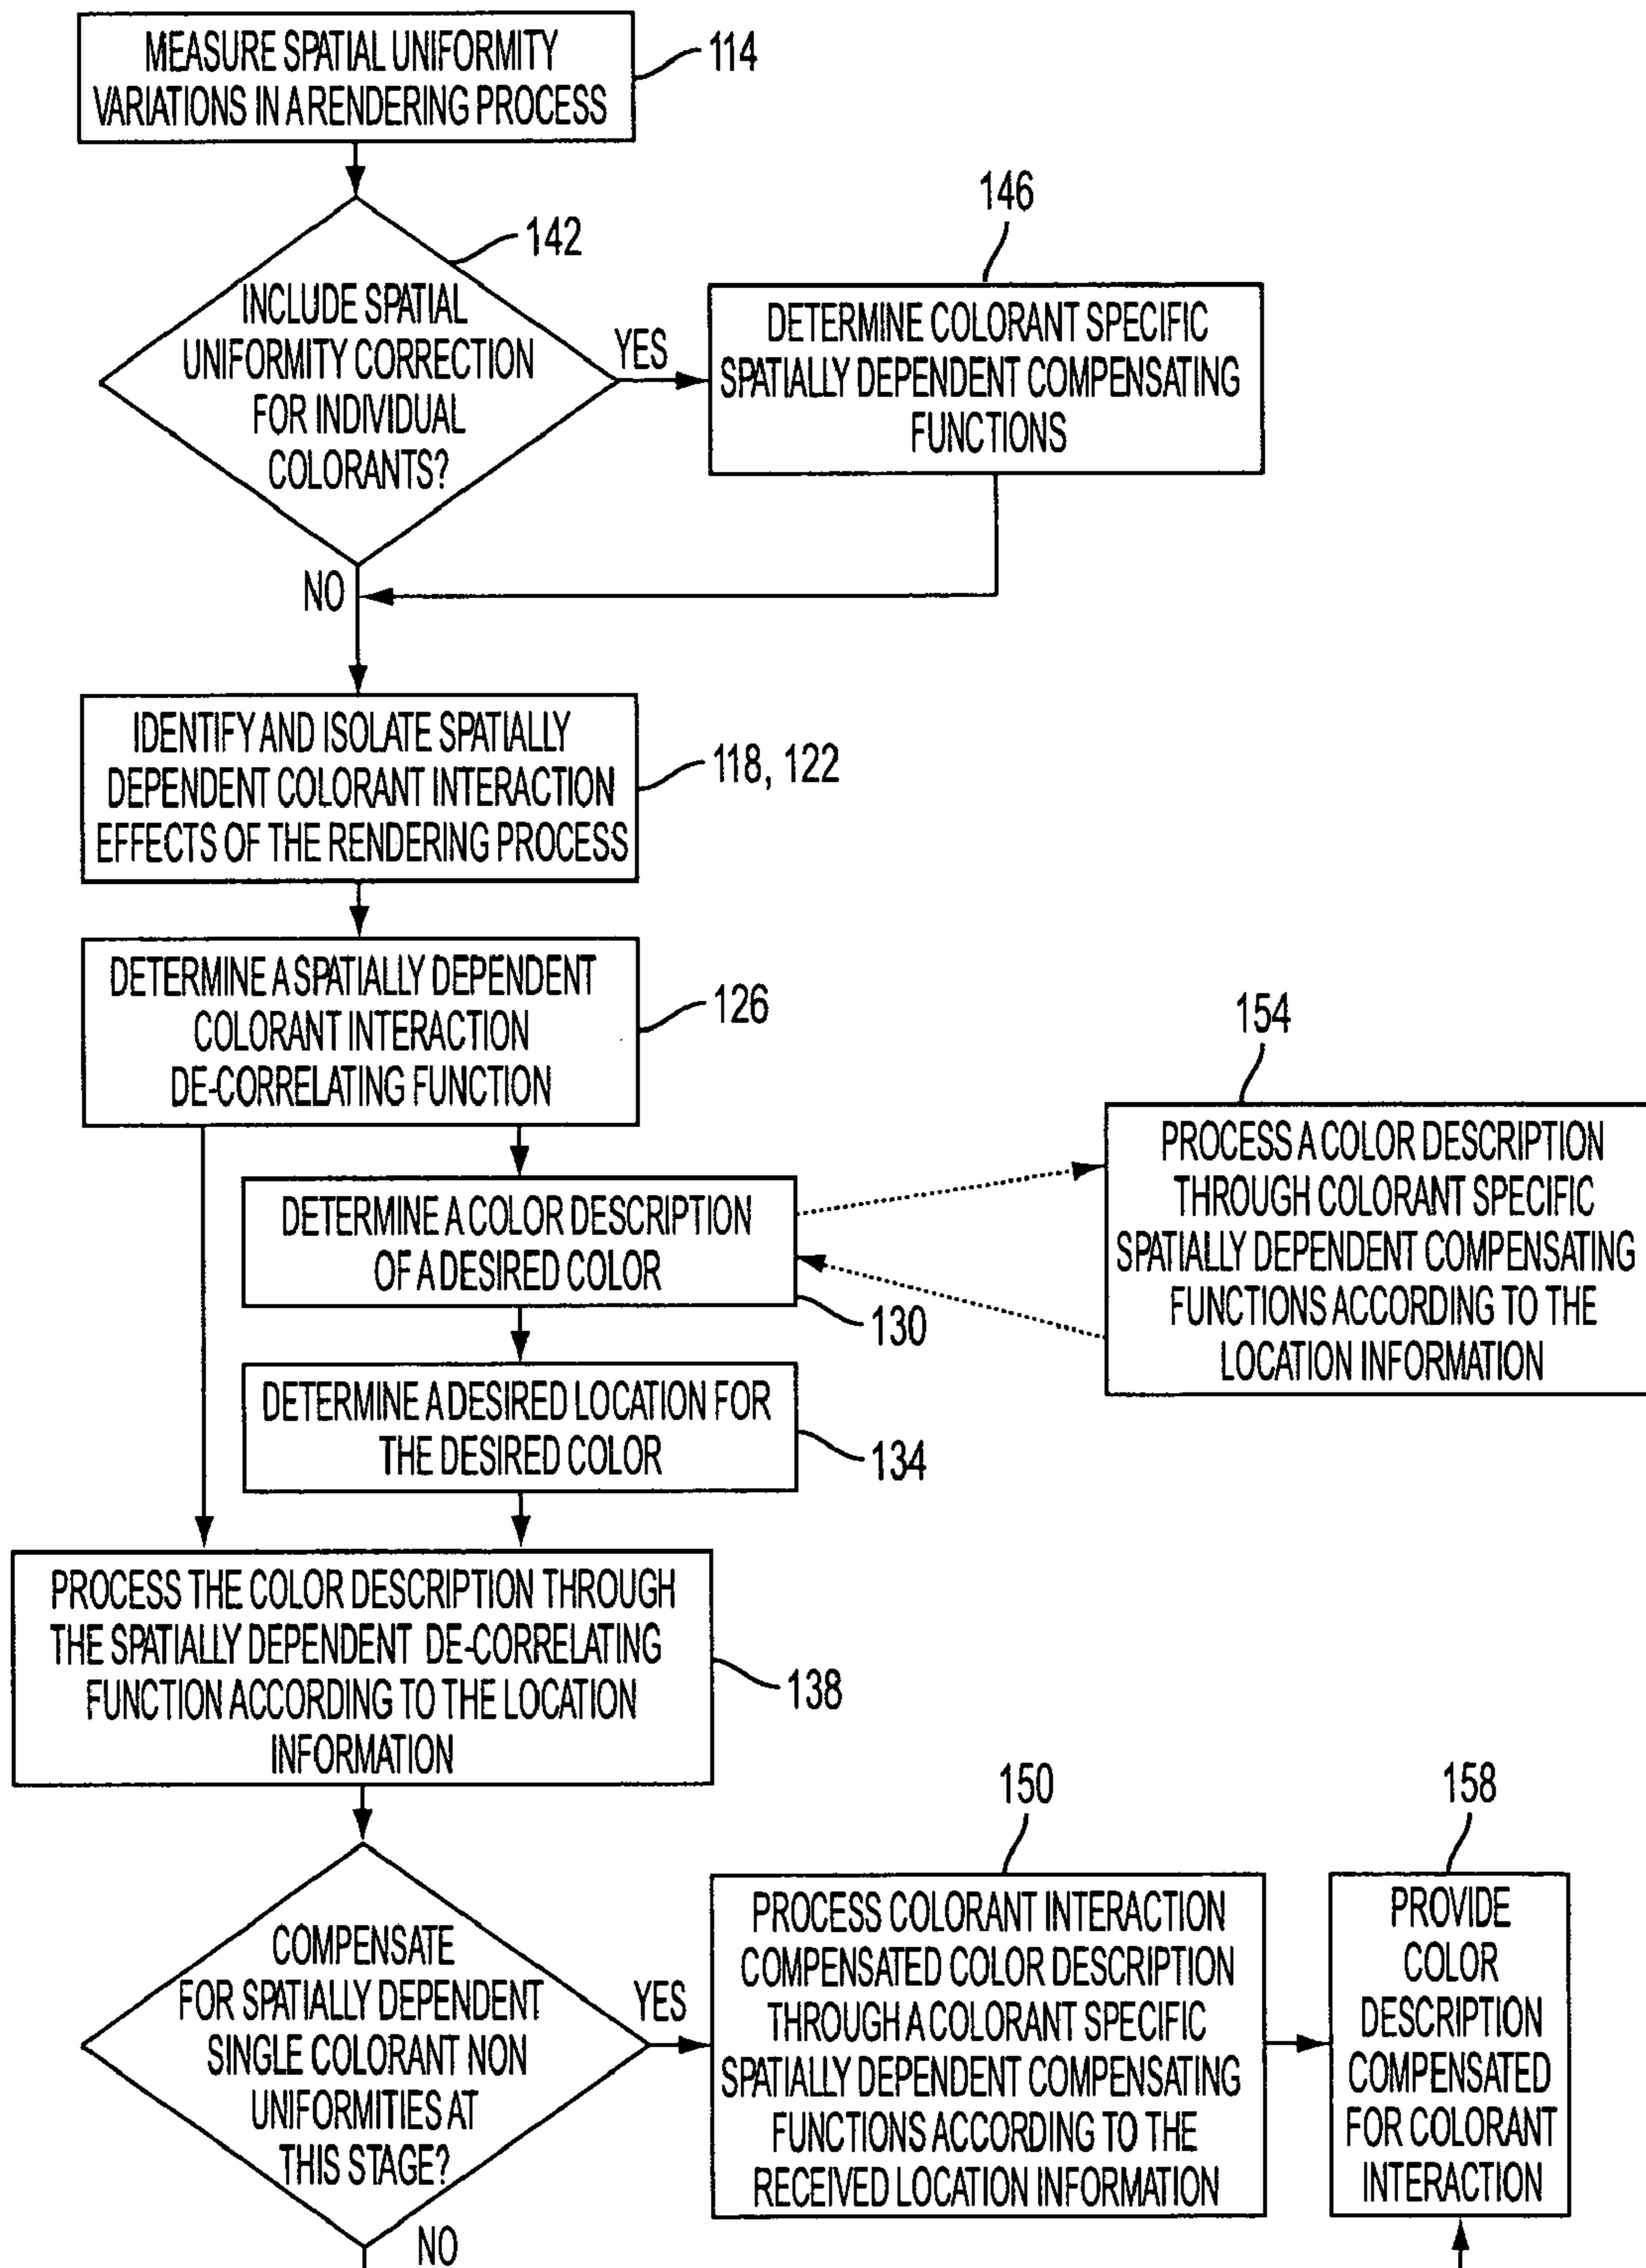 MEASURE SPATIAL UNIFORMITY
VARIATIONS IN A RENDERING PROCESS
114
142
INCLUDE SPATIAL
UNIFORMITY CORRECTION
FOR INDIVIDUAL
COLORANTS?
YES
146
DETERMINE COLORANT SPECIFIC
SPATIALLY DEPENDENT COMPENSATING
FUNCTIONS
NO
IDENTIFY AND ISOLATE SPATIALLY
DEPENDENT COLORANT INTERACTION
EFFECTS OF THE RENDERING PROCESS
118, 122
DETERMINE A SPATIALLY DEPENDENT
COLORANT INTERACTION
DE-CORRELATING FUNCTION
126
DETERMINE A COLOR DESCRIPTION
OF A DESIRED COLOR
130
154
PROCESS A COLOR DESCRIPTION
THROUGH COLORANT SPECIFIC
SPATIALLY DEPENDENT COMPENSATING
FUNCTIONS ACCORDING TO THE
LOCATION INFORMATION
DETERMINE A DESIRED LOCATION FOR
THE DESIRED COLOR
134
PROCESS THE COLOR DESCRIPTION THROUGH
THE SPATIALLY DEPENDENT DE-CORRELATING
FUNCTION ACCORDING TO THE LOCATION
INFORMATION
138
COMPENSATE
FOR SPATIALLY DEPENDENT
SINGLE COLORANT NON
UNIFORMITIES AT
THIS STAGE?
YES
NO
150
PROCESS COLORANT INTERACTION
COMPENSATED COLOR DESCRIPTION
THROUGH A COLORANT SPECIFIC
SPATIALLY DEPENDENT COMPENSATING
FUNCTIONS ACCORDING TO THE
RECEIVED LOCATION INFORMATION
158
PROVIDE
COLOR
DESCRIPTION
COMPENSATED
FOR COLORANT
INTERACTION